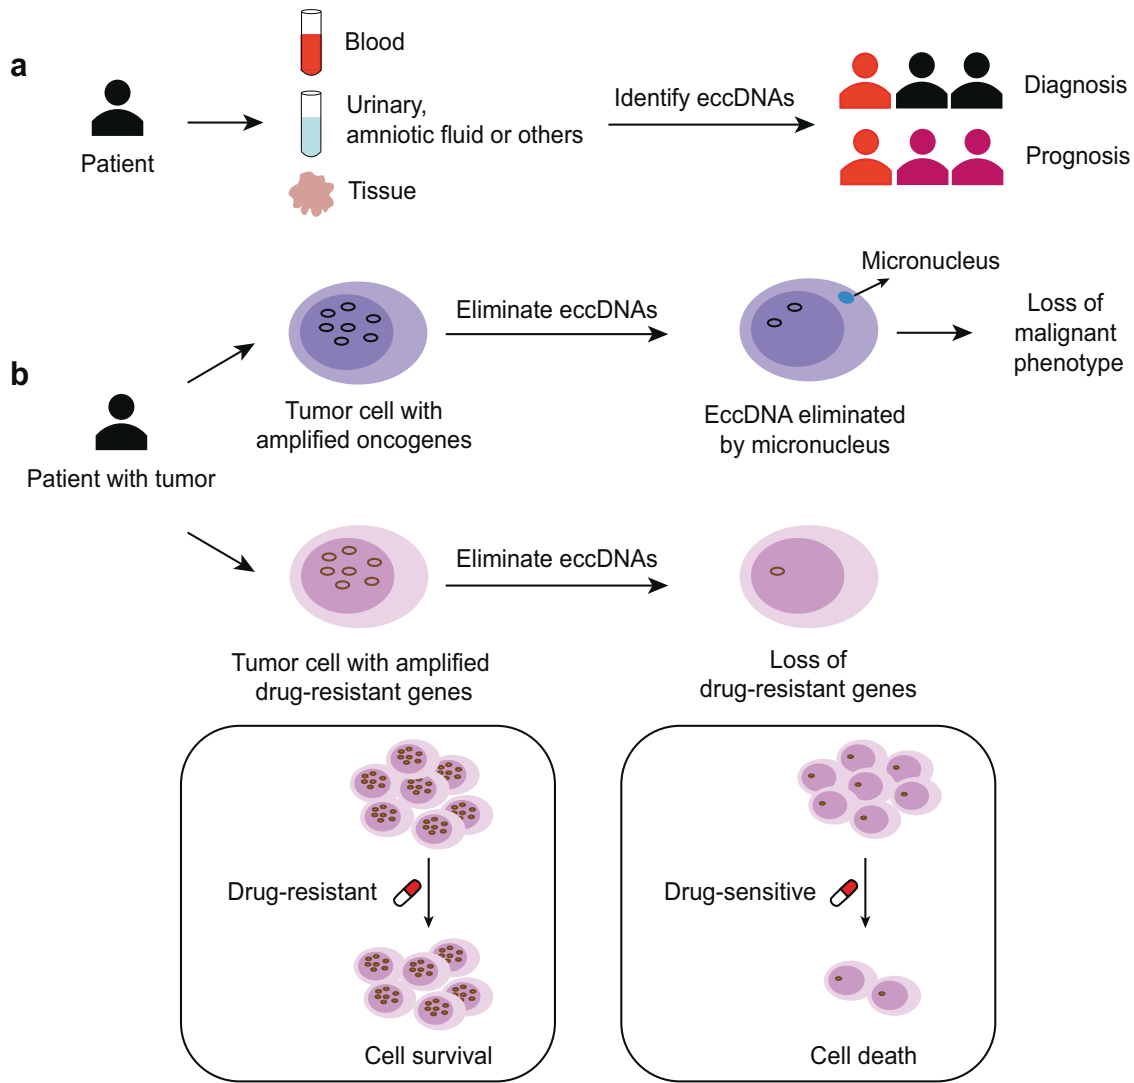 a
Patient
Blood
Urinary,
amniotic fluid or others
Tissue
Identify eccDNAs
Diagnosis
Prognosis
b
Patient with tumor
Tumor cell with
amplified oncogenes
Eliminate eccDNAs
Micronucleus
EccDNA eliminated
by micronucleus
Loss of
malignant
phenotype
Tumor cell with amplified
drug-resistant genes
Eliminate eccDNAs
Loss of
drug-resistant genes
Drug-resistant
Cell survival
Drug-sensitive
Cell death